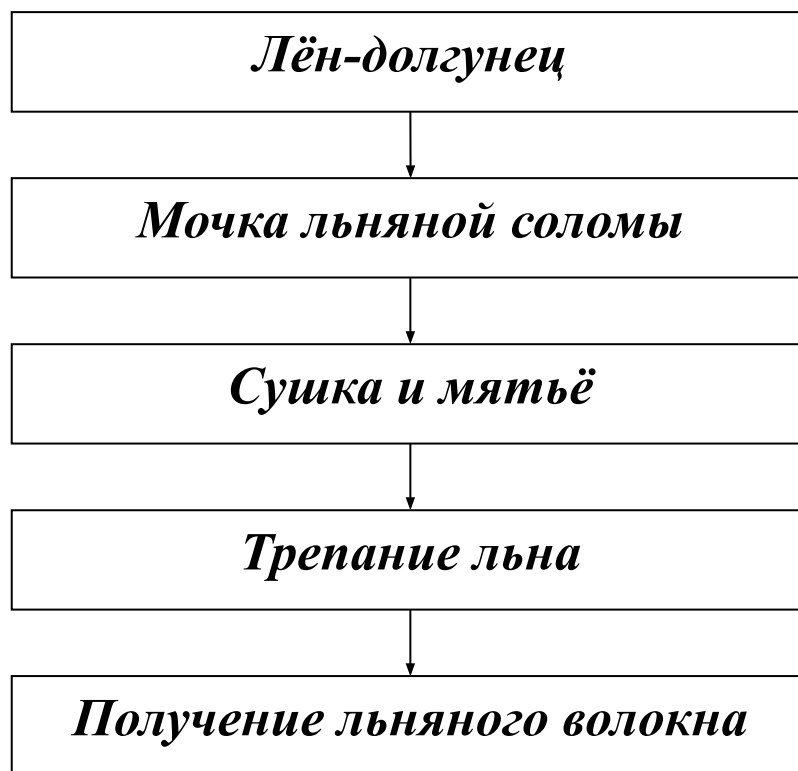 Лён-долгунец
Мочка льняной соломы
Сушка и мятьё
Трепание льна
Получение льняного волокна